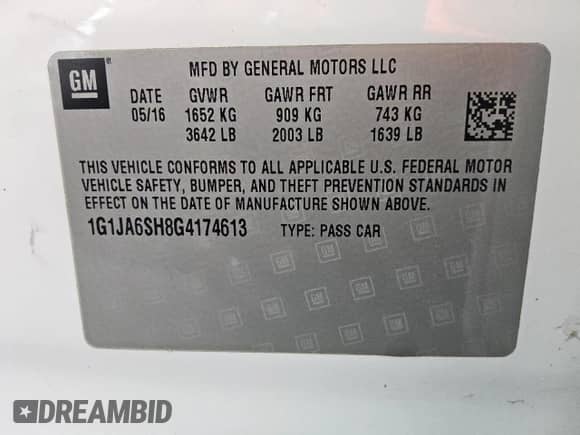 GM
MFD BY GENERAL MOTORS LLC
DATE GVWR GAWR FRT GAWR RR
05/16 1652 KG 909 KG 743 KG
3642 LB 2003 LB 1639 LB
THIS VEHICLE CONFORMS TO ALL APPLICABLE U.S. FEDERAL MOTOR
VEHICLE SAFETY, BUMPER, AND THEFT PREVENTION STANDARDS IN
EFFECT ON THE DATE OF MANUFACTURE SHOWN ABOVE.
1G1JA6SH8G4174613 TYPE: PASS CAR
DREAMBID